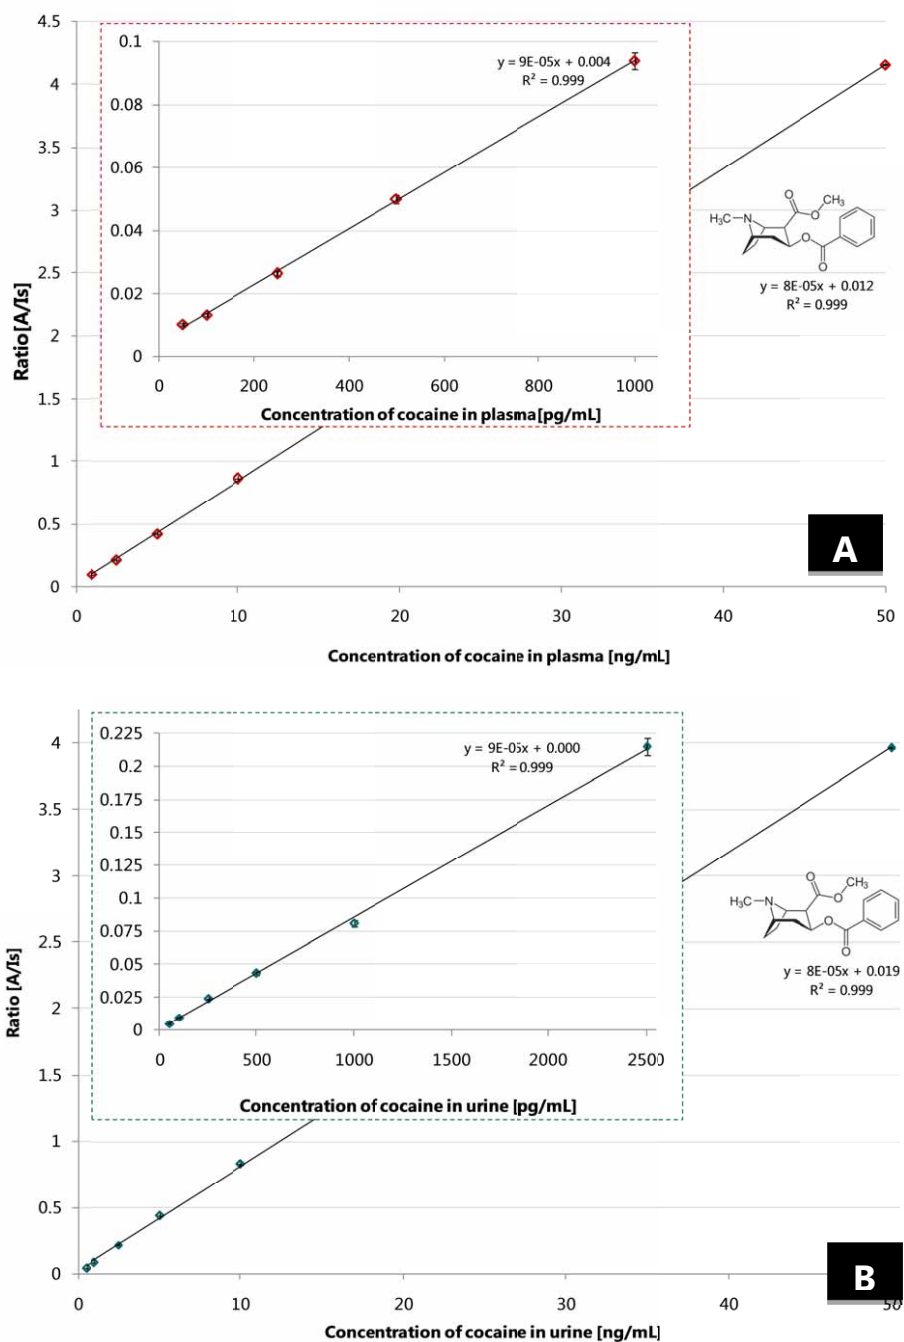 4.5
4
3.5
3
2.5
2
1.5
1
0.5
0
Ratio[A/Is]
0.1
0.08
0.06
0.04
0.02
0
y = 9E-05x + 0.004
R² = 0.999
0 200 400 600 800 1000
Concentration of cocaine in plasma[pg/mL]
H₃C N O CH₃ O O O
y = 8E-05x + 0.012
R² = 0.999
A
0 10 20 30 40 50
Concentration of cocaine in plasma [ng/mL]
4
3.5
3
2.5
2
1.5
1
0.5
0
Ratio [A/Is]
0.225
0.2
0.175
0.15
0.125
0.1
0.075
0.05
0.025
0
y = 9E-05x + 0.000
R² = 0.999
0 500 1000 1500 2000 2500
Concentration of cocaine in urine [pg/mL]
H₃C N O CH₃ O O O
y = 8E-05x + 0.019
R² = 0.999
B
0 10 20 30 40 50
Concentration of cocaine in urine [ng/mL]